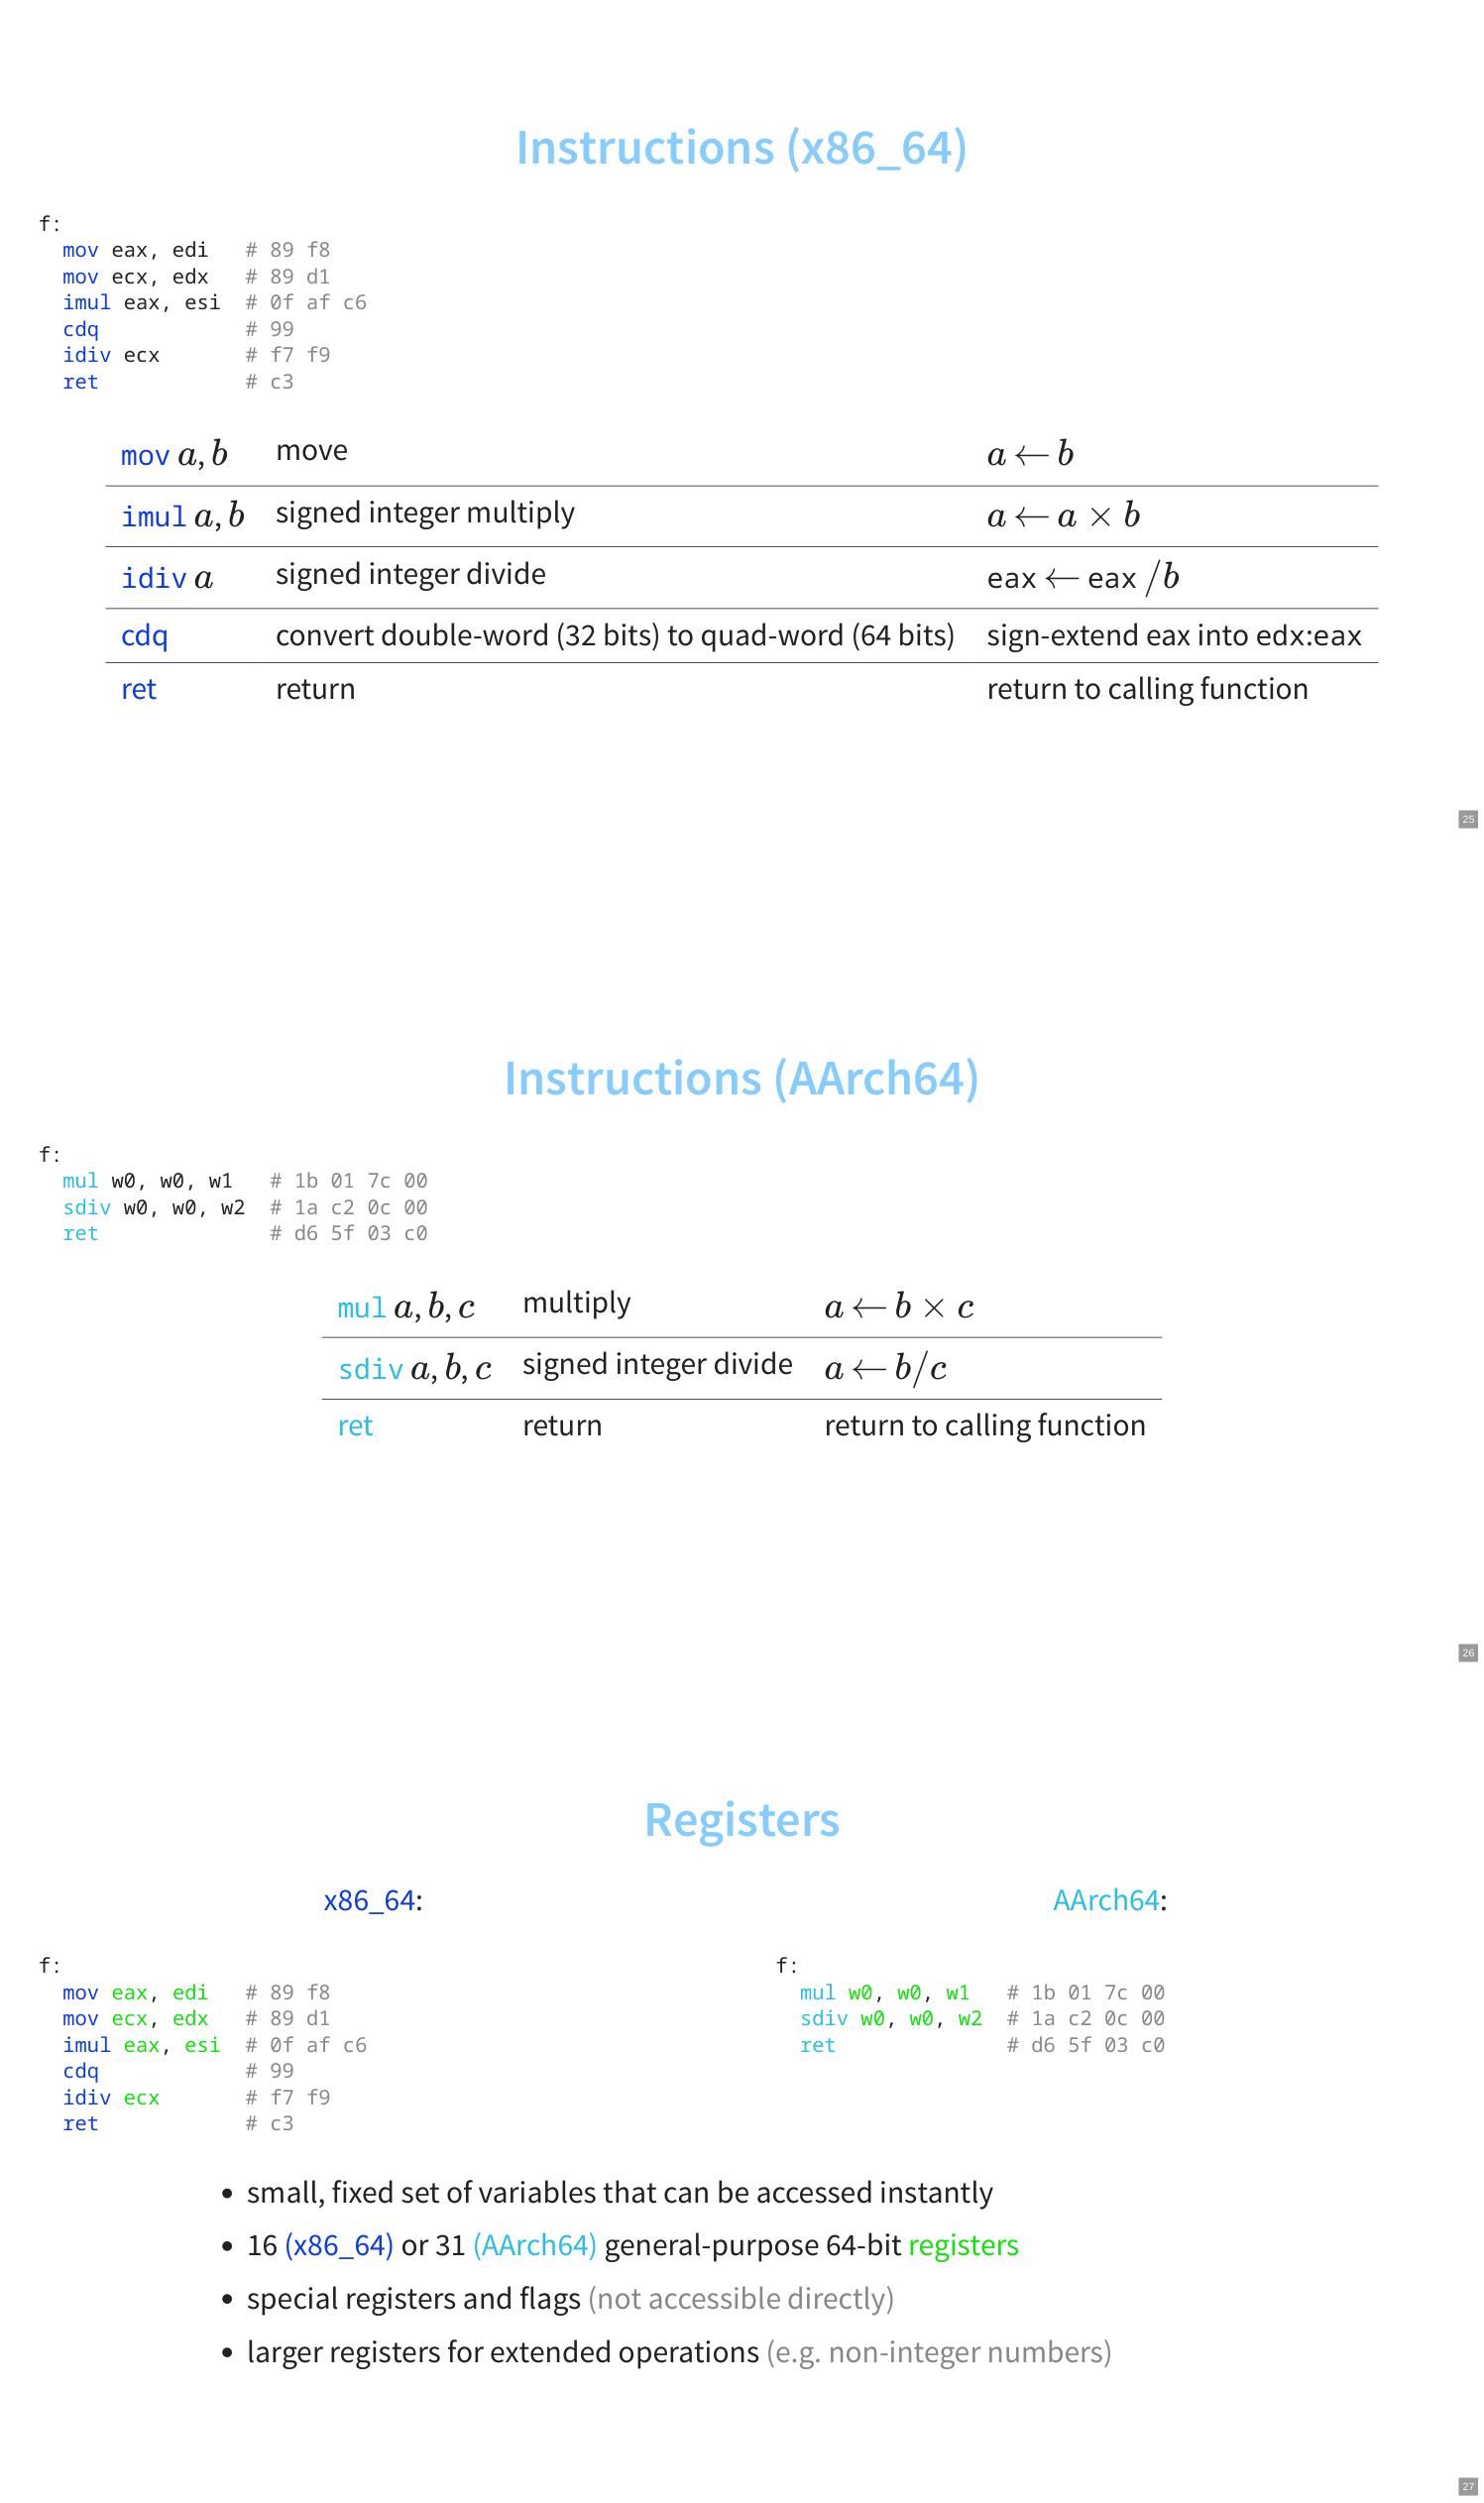 Instructions (x86_64)
f:
mov eax, edi # 89 f8
mov ecx, edx # 89 d1
imul eax, esi # 0f af c6
cdq # 99
idiv ecx # f7 f9
ret # c3
mov a, b move a ← b
imul a, b signed integer multiply a ← a × b
idiv a signed integer divide eax ← eax /b
cdq convert double-word (32 bits) to quad-word (64 bits) sign-extend eax into edx:eax
ret return return to calling function
25
Instructions (AArch64)
f:
mul w0, w0, w1 # 1b 01 7c 00
sdiv w0, w0, w2 # 1a c2 0c 00
ret # d6 5f 03 c0
mul a, b, c multiply a ← b × c
sdiv a, b, c signed integer divide a ← b/c
ret return return to calling function
26
Registers
x86_64:
f:
mov eax, edi # 89 f8
mov ecx, edx # 89 d1
imul eax, esi # 0f af c6
cdq # 99
idiv ecx # f7 f9
ret # c3
AArch64:
f:
mul w0, w0, w1 # 1b 01 7c 00
sdiv w0, w0, w2 # 1a c2 0c 00
ret # d6 5f 03 c0
• small, fixed set of variables that can be accessed instantly
• 16 (x86_64) or 31 (AArch64) general-purpose 64-bit registers
• special registers and flags (not accessible directly)
• larger registers for extended operations (e.g. non-integer numbers)
27